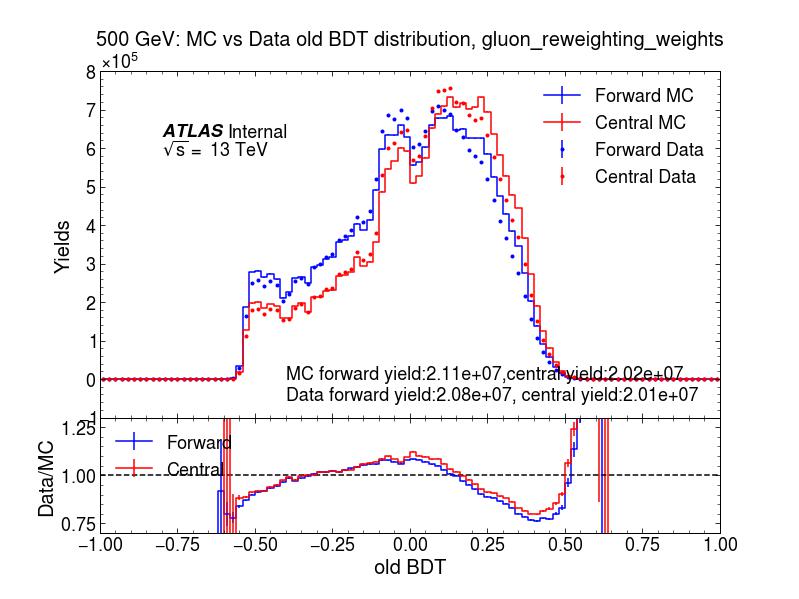 500 GeV: MC vs Data old BDT distribution, gluon_reweighting_weights
×10⁵
8
7
6
5
4
3
2
1
0
−1
Yields
ATLAS Internal
√s = 13 TeV
Forward MC
Central MC
Forward Data
Central Data
MC forward yield:2.11e+07,central yield:2.02e+07
Data forward yield:2.08e+07, central yield:2.01e+07
1.25
1.00
0.75
Data/MC
Forward
Central
−1.00 −0.75 −0.50 −0.25 0.00 0.25 0.50 0.75 1.00
old BDT